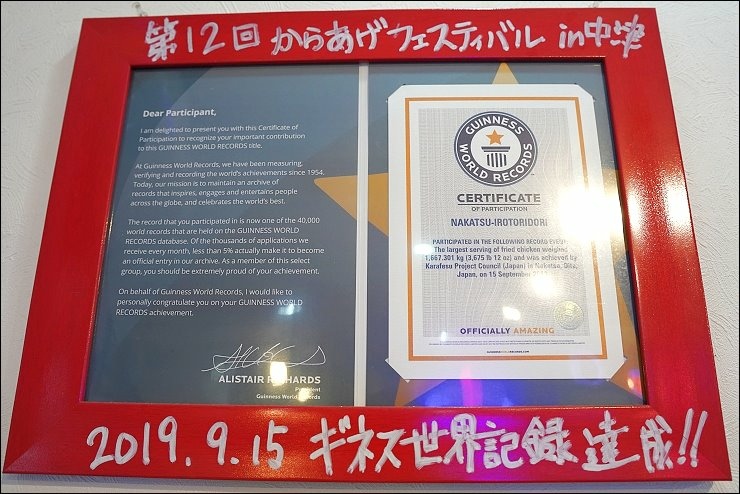 第12回 からあげフェスティバル in中津
Dear Participant,
I am delighted to present you with this Certificate of
Participation to recognize your important contribution
to this GUINNESS WORLD RECORDS title.
At Guinness World Records, we have been measuring,
verifying and recording the world's achievements since 1954.
Today, our mission is to maintain an archive of
records that inspires, engages and entertains people
across the globe, and celebrates the world's best.
The record that you participated in is now one of the 40,000
world records that are held on the GUINNESS WORLD
RECORDS database. Of the thousands of applications we
receive every month, less than 5% actually make it to become
an official entry in our archive. As a member of this select
group, you should be extremely proud of your achievement.
On behalf of Guinness World Records, I would like to
personally congratulate you on your GUINNESS WORLD
RECORDS achievement.
ALISTAIR RICHARDS
President
Guinness World Records
GUINNESS
WORLD RECORDS
CERTIFICATE
OF PARTICIPATION
NAKATSU-IROTORIDORI
PARTICIPATED IN THE FOLLOWING RECORD EVENT
The largest serving of fried chicken weighed
1,667.301 kg (3,675 lb 12 oz) and was achieved by
Karafesu Project Council (Japan) in Nakatsu, Oita,
Japan, on 15 September
OFFICIALLY AMAZING
2019.9.15 ギネス世界記録達成!!